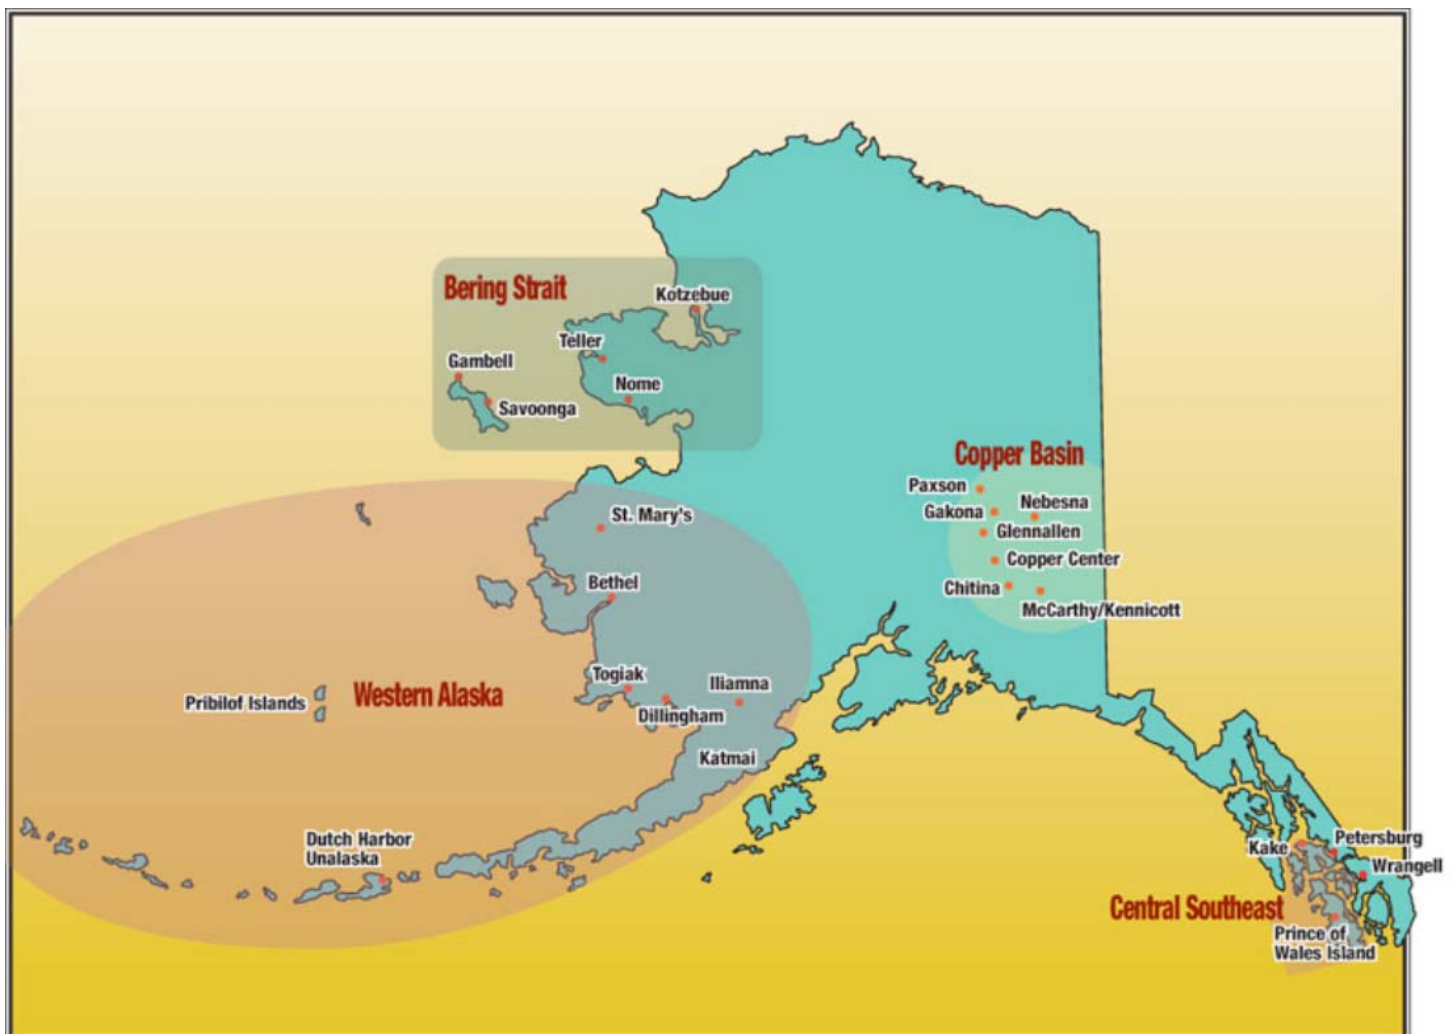 Bering Strait
Kotzebue
Teller
Gambell
Nome
Savoonga
Copper Basin
Paxson
Nebesna
Gakona
Glennallen
Copper Center
Chitina
McCarthy/Kennicott
St. Mary's
Bethel
Togiak
Iliamna
Pribilof Islands
Western Alaska
Dillingham
Katmai
Dutch Harbor
Unalaska
Petersburg
Kake
Wrangell
Central Southeast
Prince of
Wales Island